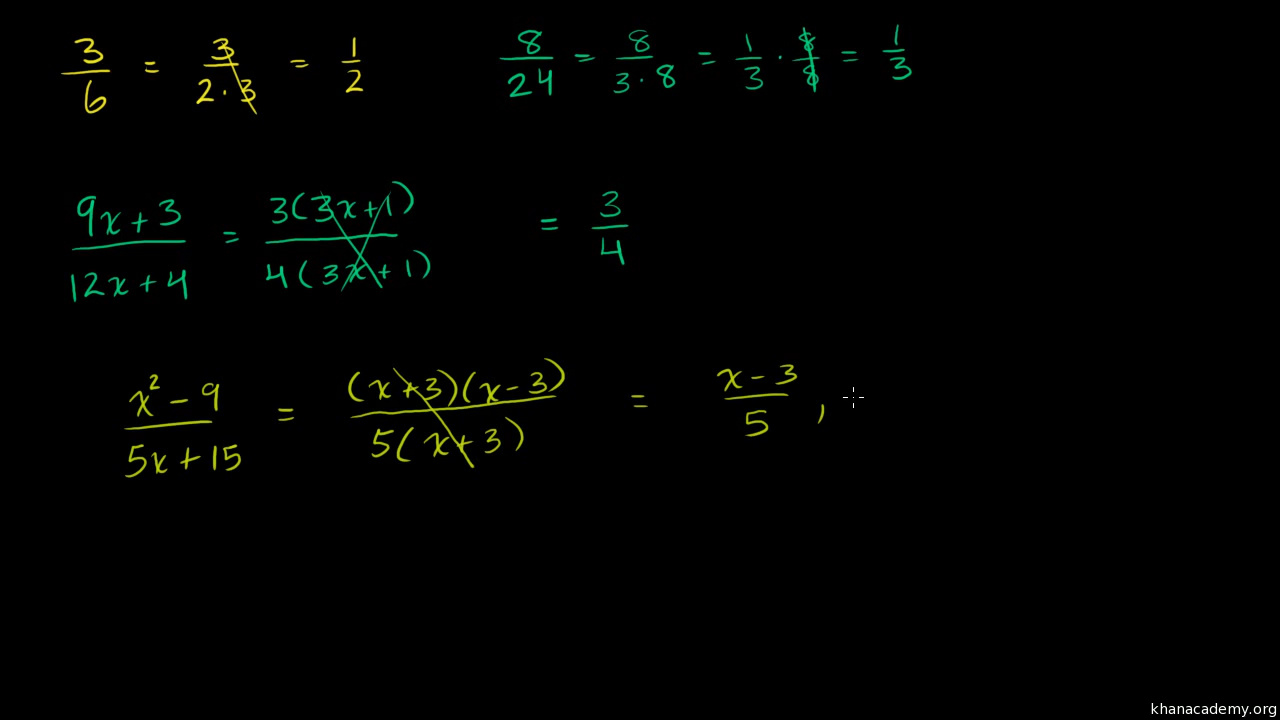 3/6 = 3/(2·3) = 1/2
8/24 = 8/(3·8) = 1/3 · 8/8 = 1/3
(9x+3)/(12x+4) = 3(3x+1)/4(3x+1) = 3/4
(x²-9)/(5x+15) = (x+3)(x-3)/5(x+3) = (x-3)/5 ,
khanacademy.org